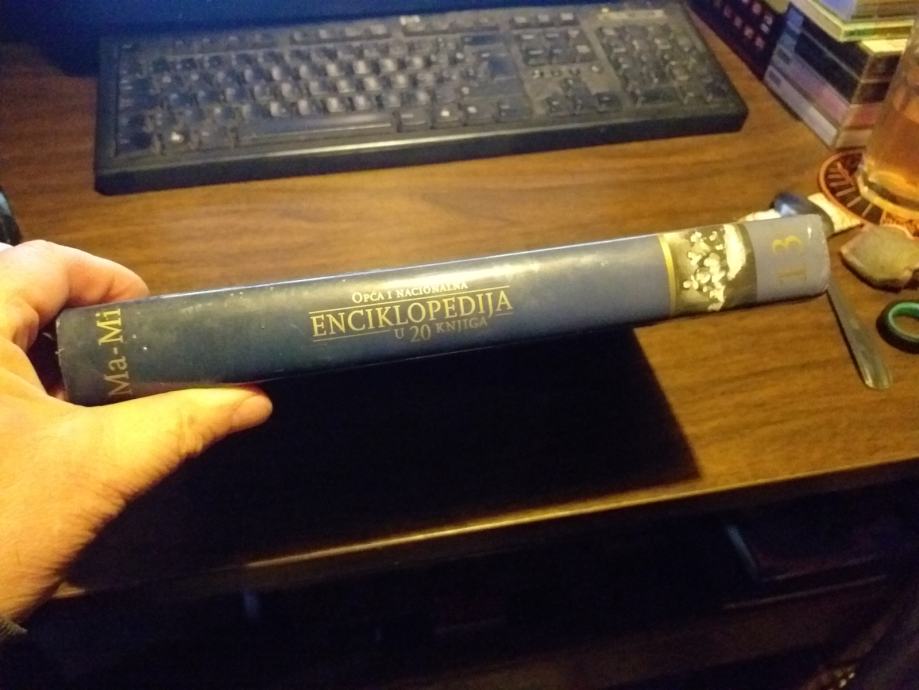 Ma-Mi
OPĆA I NACIONALNA
ENCIKLOPEDIJA
U 20 KNJIGA
13